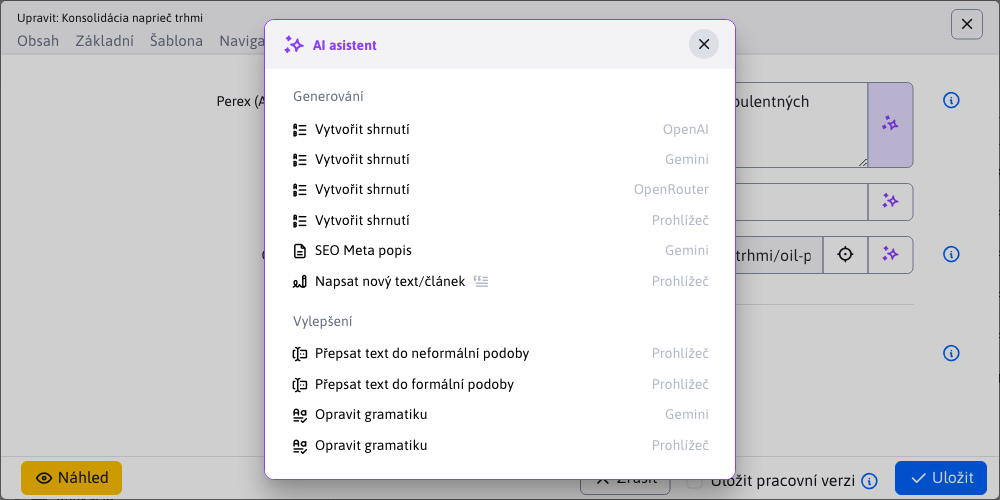 Upravit: Konsolidácia naprieč trhmi
Obsah Základní Šablona Naviga
AI asistent
Perex (A
Generování
Vytvořit shrnutí OpenAI
Vytvořit shrnutí Gemini
Vytvořit shrnutí OpenRouter
Vytvořit shrnutí Prohlížeč
SEO Meta popis Gemini
Napsat nový text/článek Prohlížeč
Vylepšení
Přepsat text do neformální podoby Prohlížeč
Přepsat text do formální podoby Prohlížeč
Opravit gramatiku Gemini
Opravit gramatiku Prohlížeč
trhmi/oil-p
Náhled
Uložit pracovní verzi
Uložit